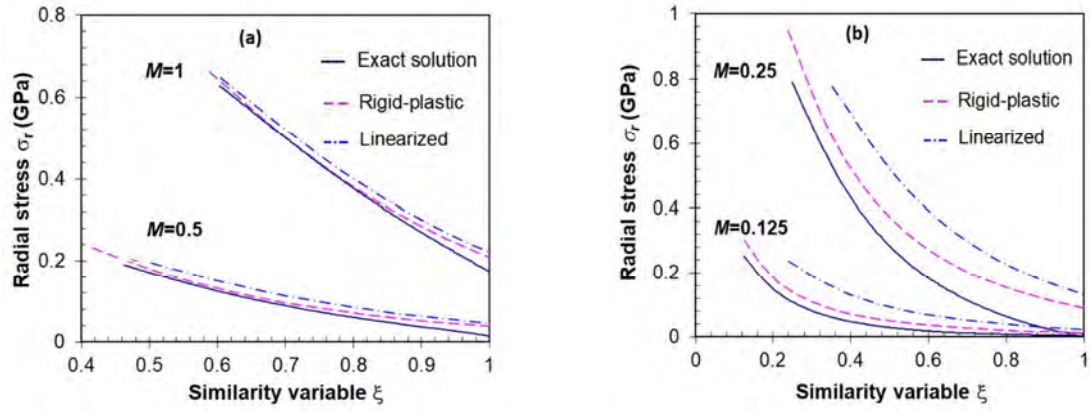 0.8
0.6
0.4
0.2
0
Radial stress σr (GPa)
(a)
M=1
M=0.5
Exact solution
Rigid-plastic
Linearized
0.4 0.5 0.6 0.7 0.8 0.9 1
Similarity variable ξ
1
0.8
0.6
0.4
0.2
0
Radial stress σr (GPa)
(b)
M=0.25
M=0.125
Exact solution
Rigid-plastic
Linearized
0 0.2 0.4 0.6 0.8 1
Similarity variable ξ